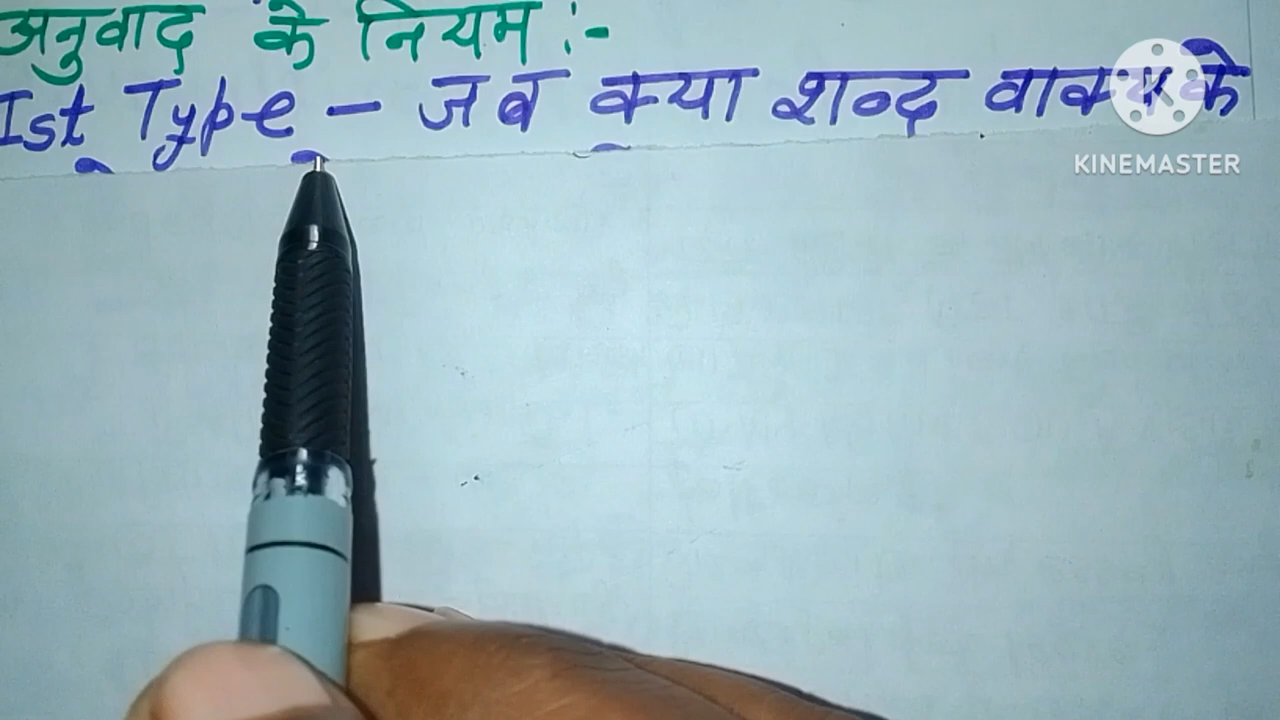 अनुवाद के नियम :-
Ist Type - जब क्या शब्द वाक्य के
KINEMASTER